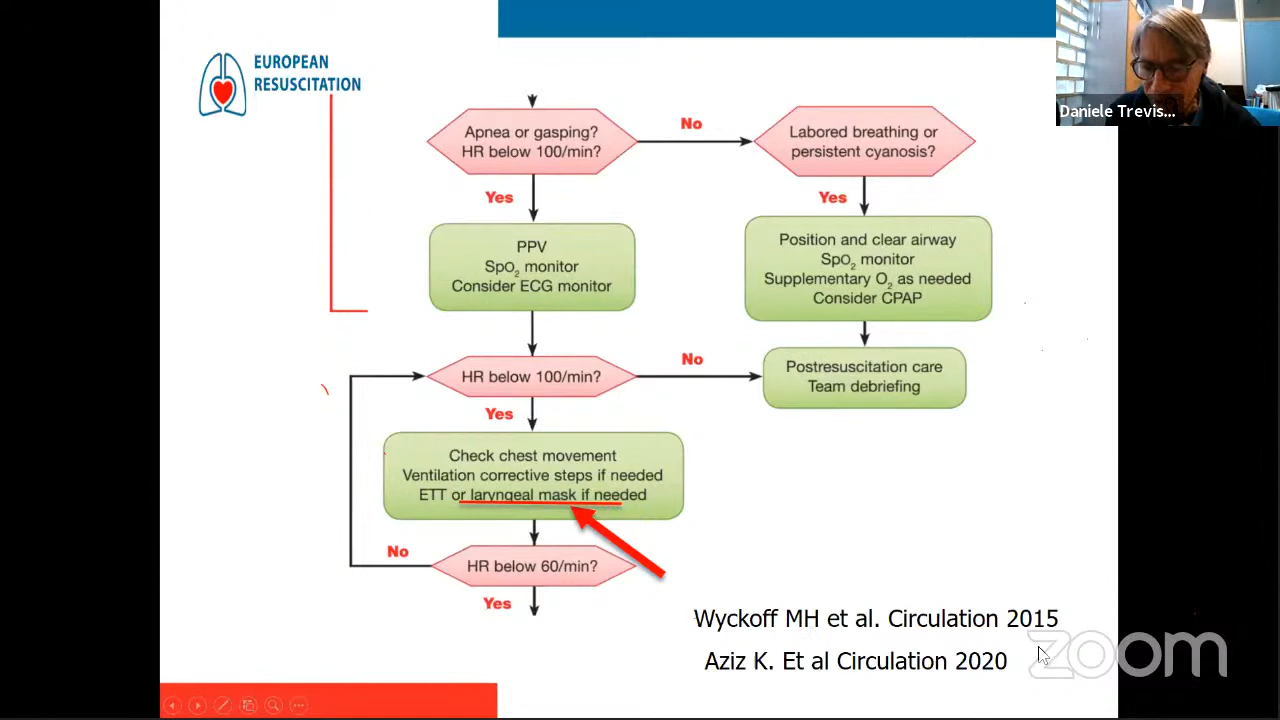 EUROPEAN
RESUSCITATION
Daniele Trevis...
Apnea or gasping?
HR below 100/min?
No
Labored breathing or
persistent cyanosis?
Yes
Yes
PPV
SpO₂ monitor
Consider ECG monitor
Position and clear airway
SpO₂ monitor
Supplementary O₂ as needed
Consider CPAP
HR below 100/min?
No
Postresuscitation care
Team debriefing
Yes
Check chest movement
Ventilation corrective steps if needed
ETT or laryngeal mask if needed
No
HR below 60/min?
Yes
Wyckoff MH et al. Circulation 2015
Aziz K. Et al Circulation 2020
zoom